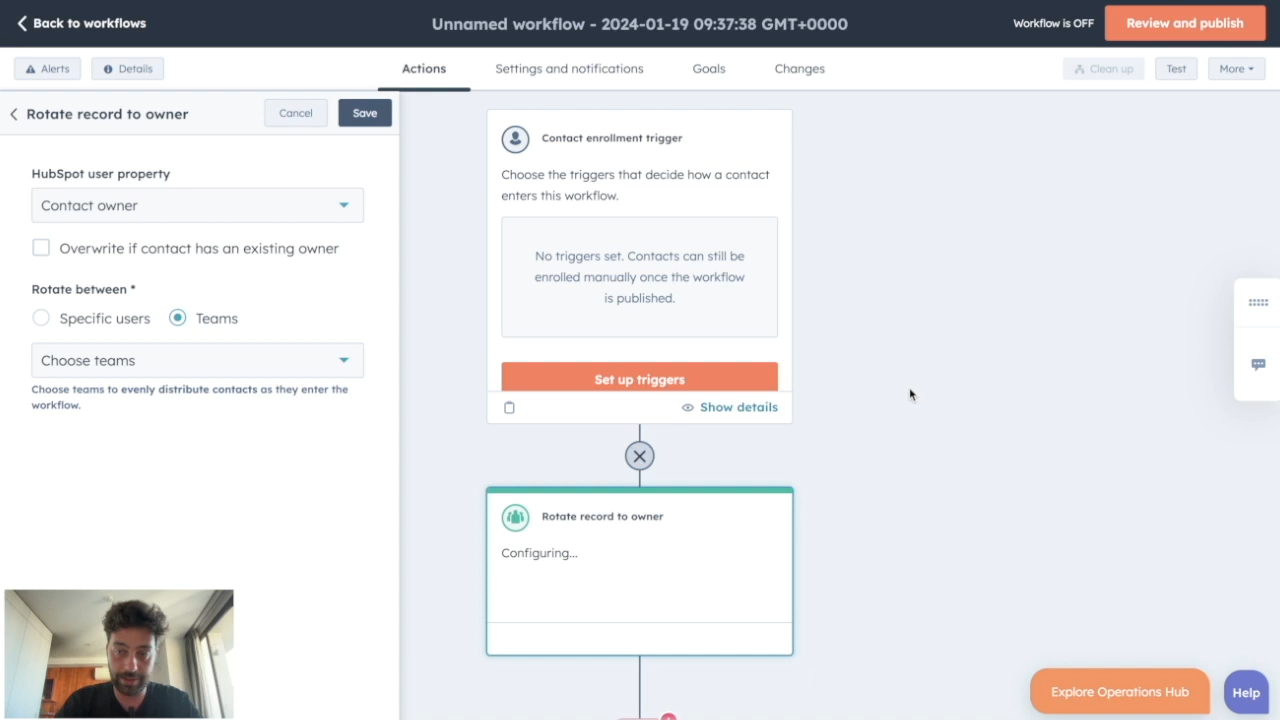 Back to workflows
Unnamed workflow - 2024-01-19 09:37:38 GMT+0000
Workflow is OFF
Review and publish
Alerts
Details
Actions
Settings and notifications
Goals
Changes
Clean up
Test
More
Rotate record to owner
Cancel
Save
HubSpot user property
Contact owner
Overwrite if contact has an existing owner
Rotate between *
Specific users
Teams
Choose teams
Choose teams to evenly distribute contacts as they enter the
workflow.
Contact enrollment trigger
Choose the triggers that decide how a contact
enters this workflow.
No triggers set. Contacts can still be
enrolled manually once the workflow
is published.
Set up triggers
Show details
Rotate record to owner
Configuring...
Explore Operations Hub
Help